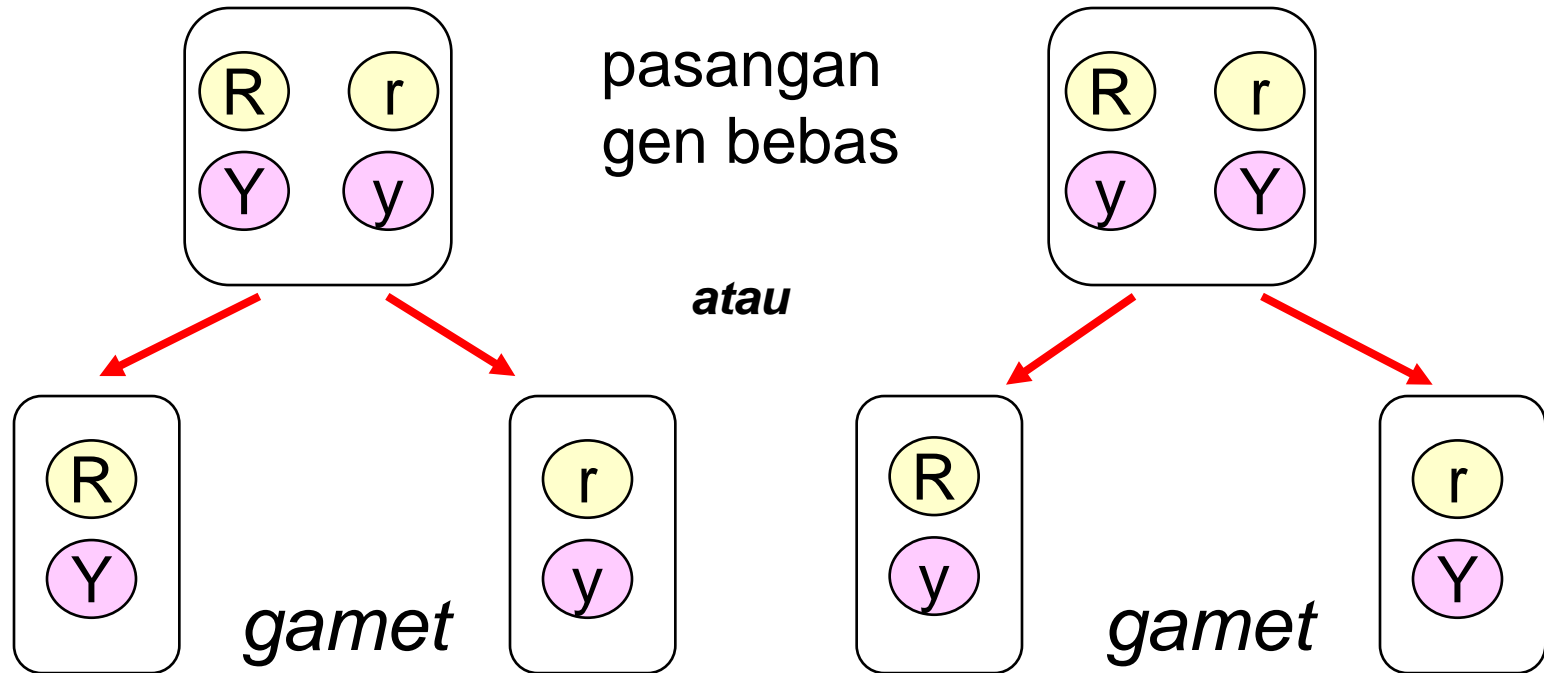 R r
Y y
pasangan
gen bebas
R r
y Y
atau
R
Y
gamet
r
y
R
y
gamet
r
Y